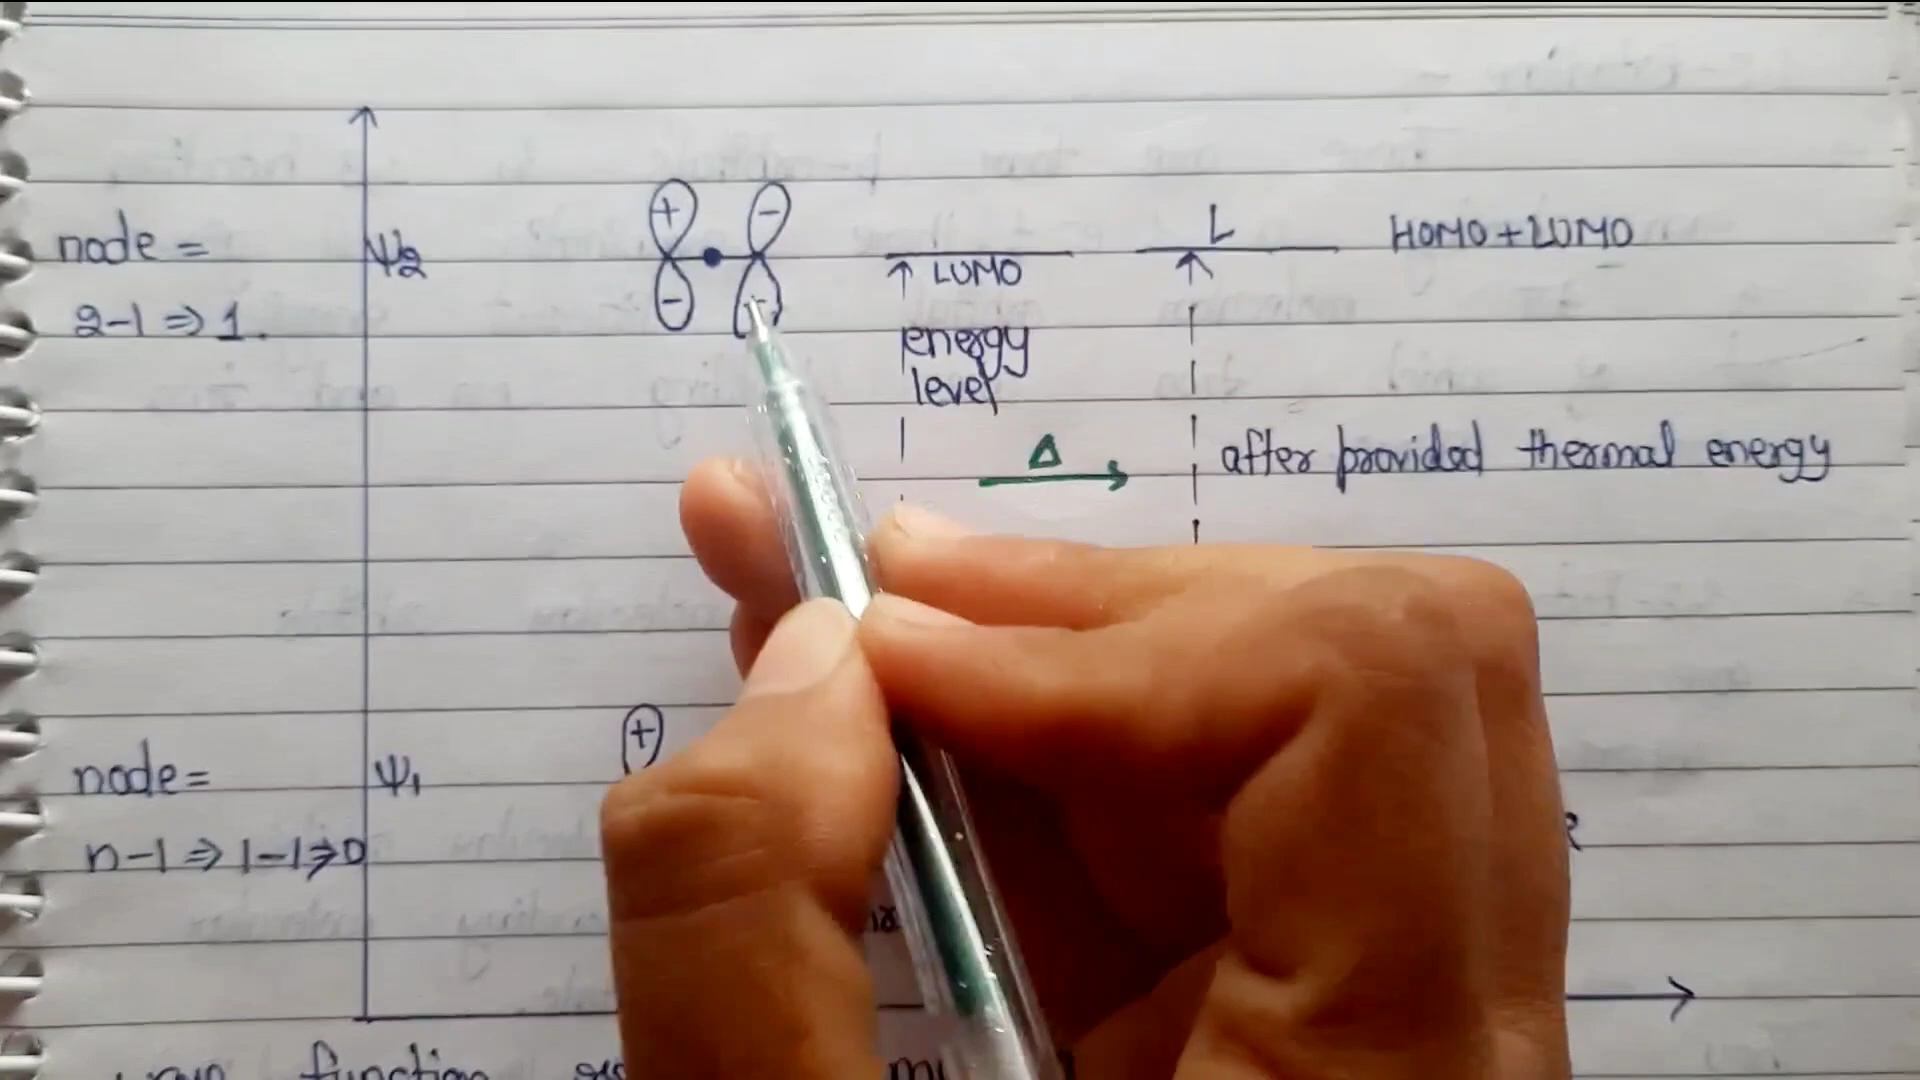 node =
2-1 ⇒ 1.
ψ2
+ -
- -
LUMO
energy
level
L
HOMO + LUMO
Δ
after provided thermal energy
node =
n-1 ⇒ 1-1 ⇒ 0
ψ1
+
function